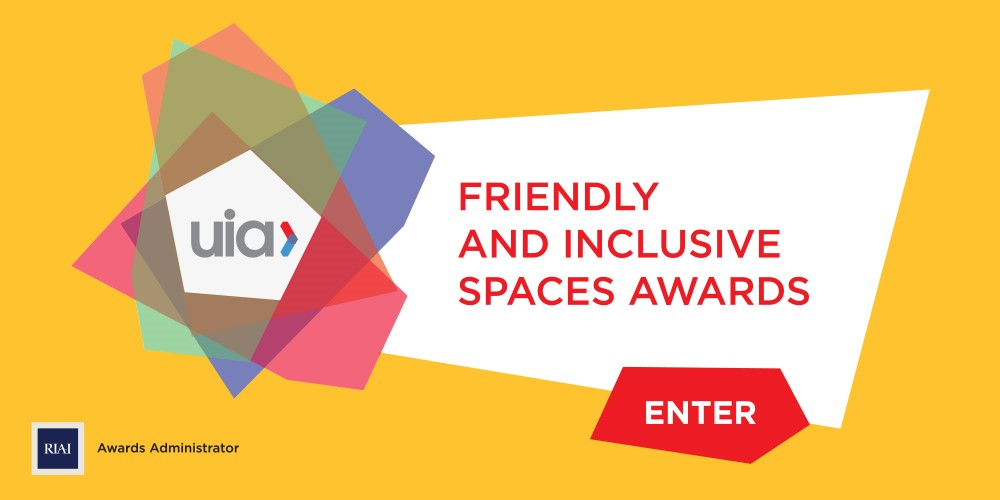 uia
FRIENDLY
AND INCLUSIVE
SPACES AWARDS
ENTER
RIAI
Awards Administrator